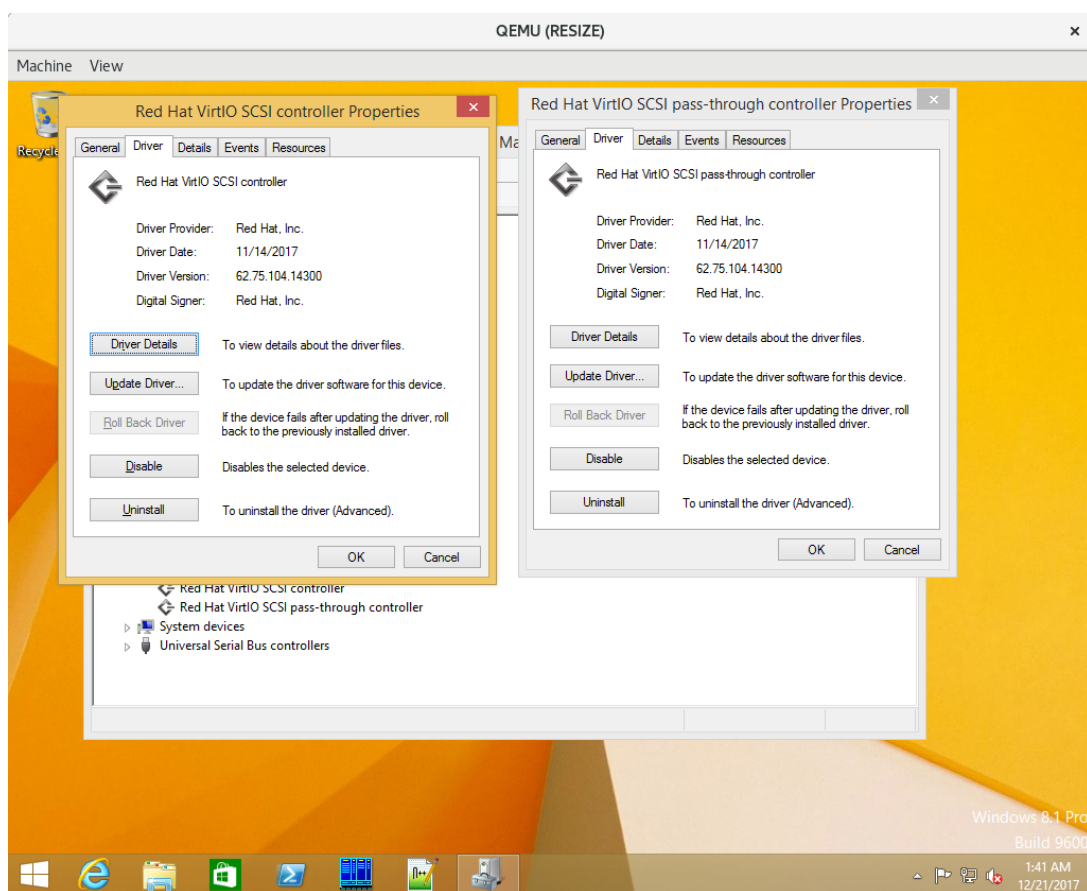 QEMU (RESIZE)
Machine View
Red Hat VirtIO SCSI controller Properties
General Driver Details Events Resources
Red Hat VirtIO SCSI controller
Driver Provider: Red Hat, Inc.
Driver Date: 11/14/2017
Driver Version: 62.75.104.14300
Digital Signer: Red Hat, Inc.
Driver Details To view details about the driver files.
Update Driver... To update the driver software for this device.
Roll Back Driver If the device fails after updating the driver, roll
back to the previously installed driver.
Disable Disables the selected device.
Uninstall To uninstall the driver (Advanced).
OK Cancel
Ma
Red Hat VirtIO SCSI pass-through controller Properties
General Driver Details Events Resources
Red Hat VirtIO SCSI pass-through controller
Driver Provider: Red Hat, Inc.
Driver Date: 11/14/2017
Driver Version: 62.75.104.14300
Digital Signer: Red Hat, Inc.
Driver Details To view details about the driver files.
Update Driver... To update the driver software for this device.
Roll Back Driver If the device fails after updating the driver, roll
back to the previously installed driver.
Disable Disables the selected device.
Uninstall To uninstall the driver (Advanced).
OK Cancel
Red Hat VirtIO SCSI controller
Red Hat VirtIO SCSI pass-through controller
System devices
Universal Serial Bus controllers
Windows 8.1 Pro
Build 9600
1:41 AM
12/21/2017